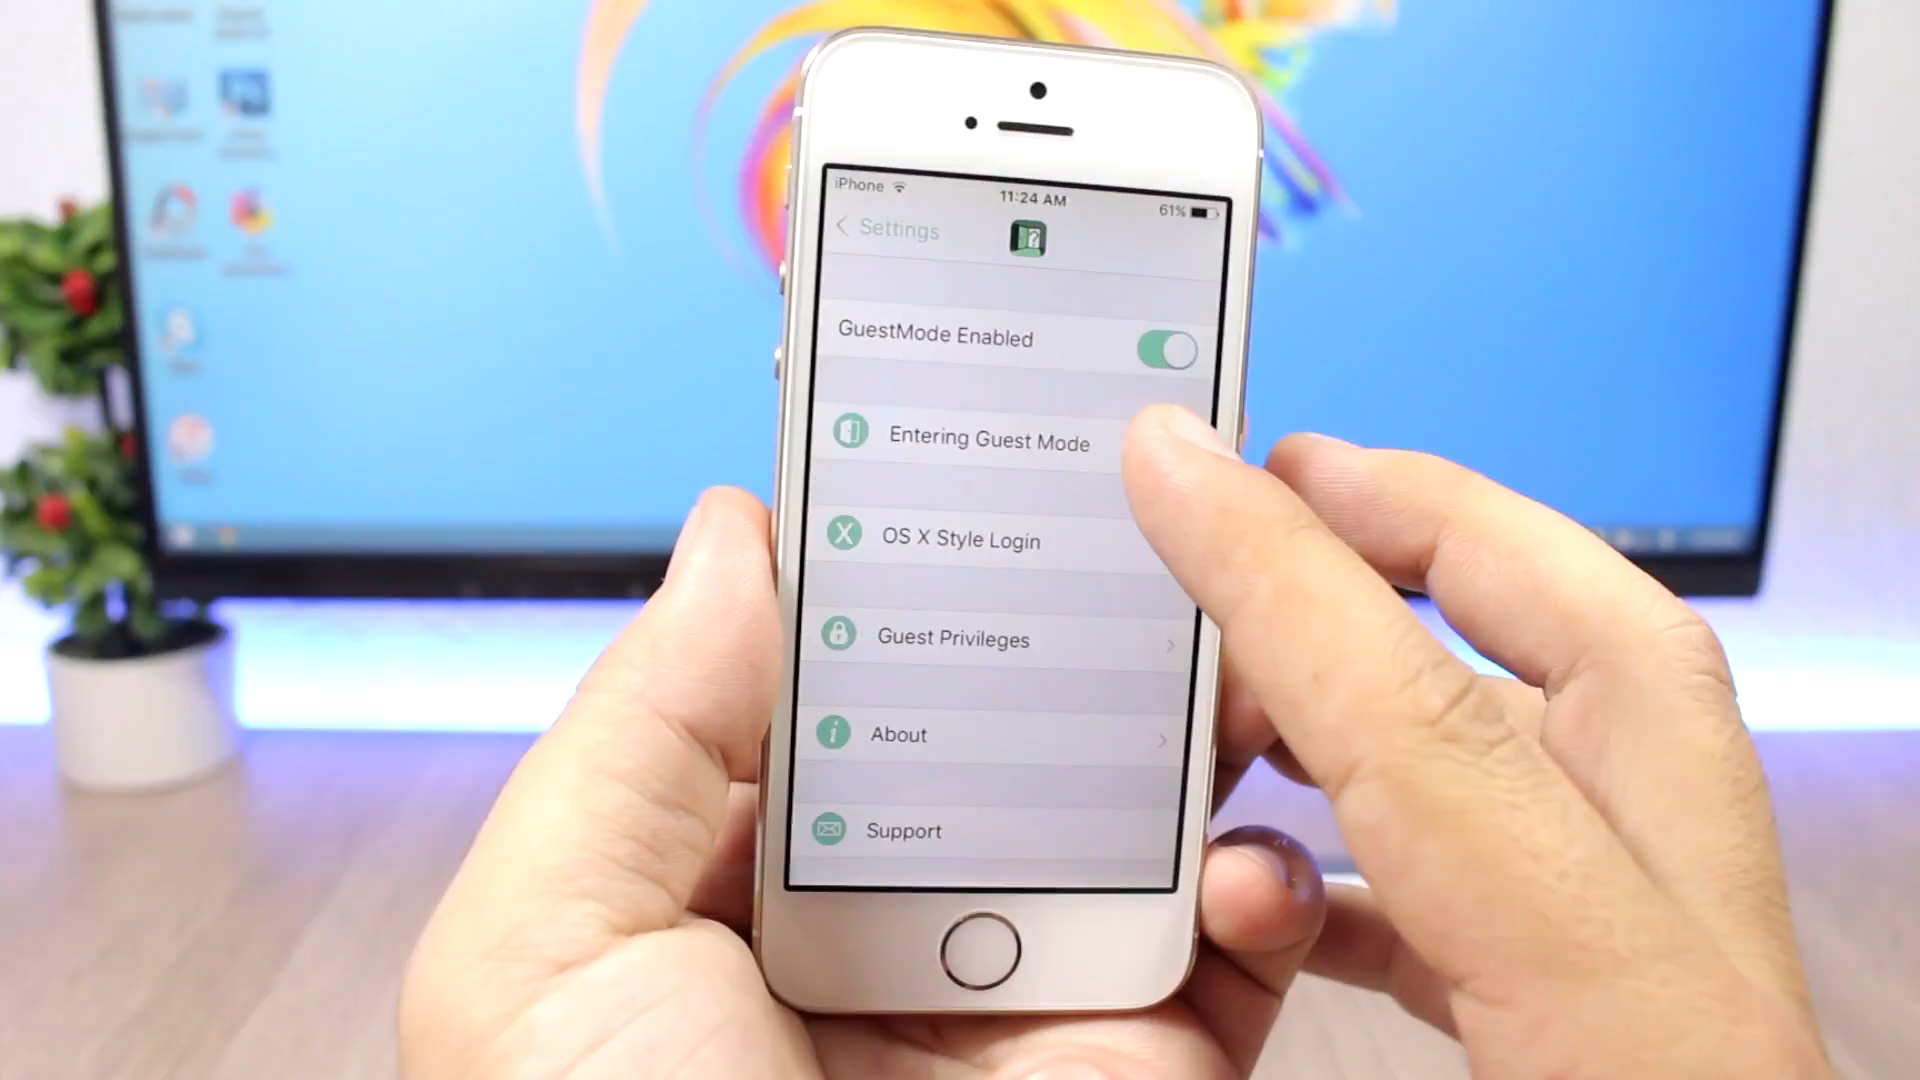 iPhone
11:24 AM
61%
Settings
?
GuestMode Enabled
Entering Guest Mode
X
OS X Style Login
Guest Privileges
i
About
Support